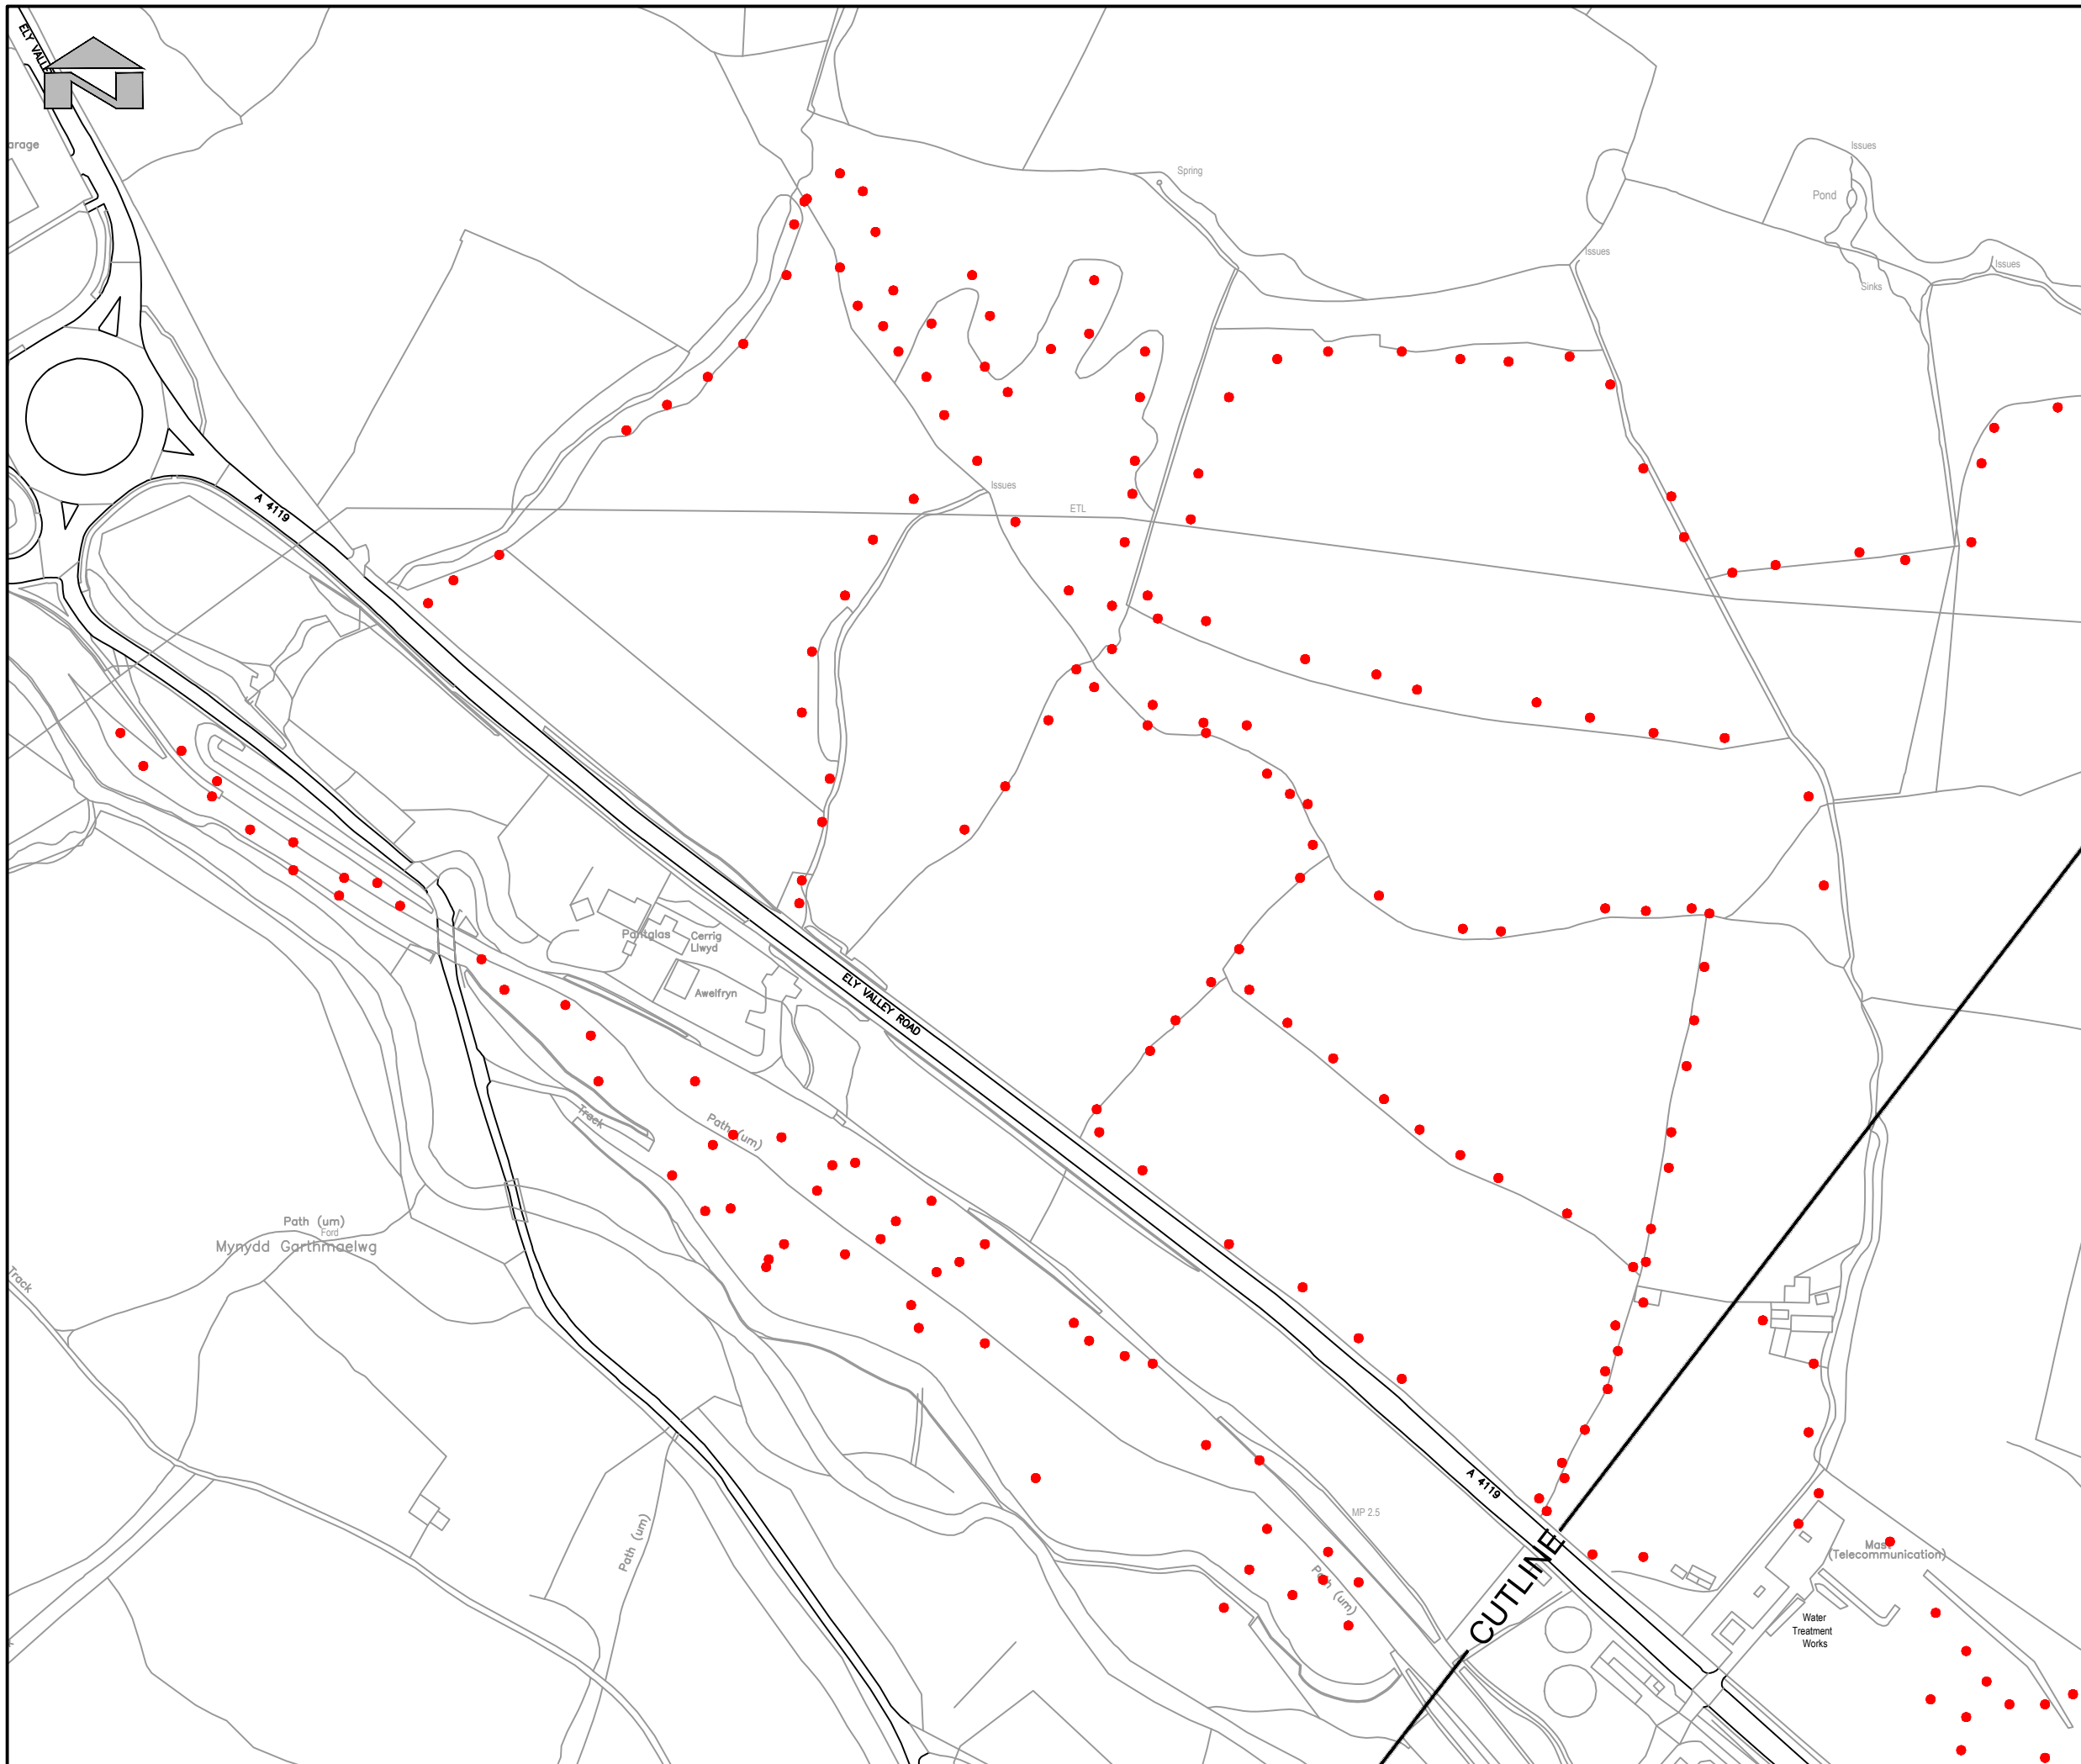 ELY VALLE
arage
Issues
Spring
Pond
Issues
Issues
Sinks
Issues
ETL
A 4119
Pantglas
Cerrig
Llwyd
Awelfryn
ELY VALLEY ROAD
Track
Path (um)
Path (um)
Ford
Mynydd Garthmaelwg
Track
A 4119
MP 2.5
Path (um)
CUTLINE
Mast
(Telecommunication)
Path (um)
Water
Treatment
Works